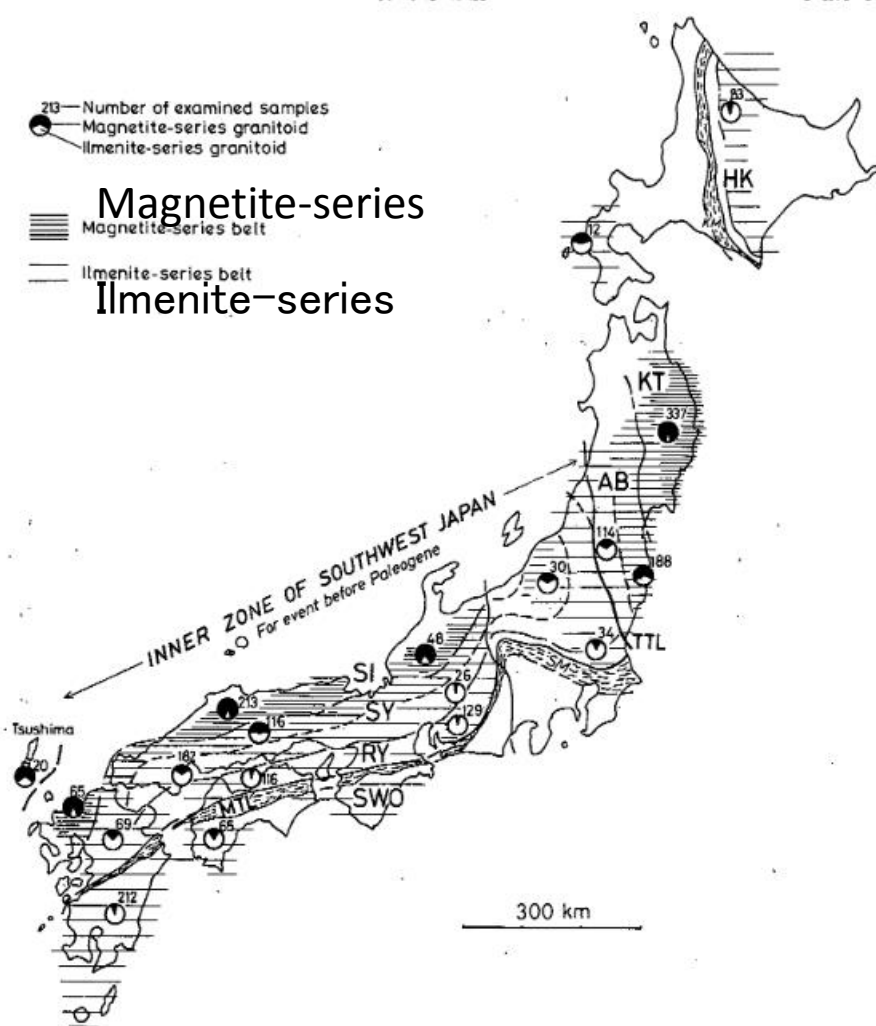 213 Number of examined samples
Magnetite-series granitoid
Ilmenite-series granitoid
Magnetite-series
Magnetite-series belt
Ilmenite-series belt
Ilmenite-series
83
HK
KM
12
KT
337
AB
114
188
30
INNER ZONE OF SOUTHWEST JAPAN
For event before Paleogene
34
TTL
SM
48
26
SI
213
SY
129
116
Tsushima
20
187
RY
116
65
MTL
SWO
69
65
212
300 km